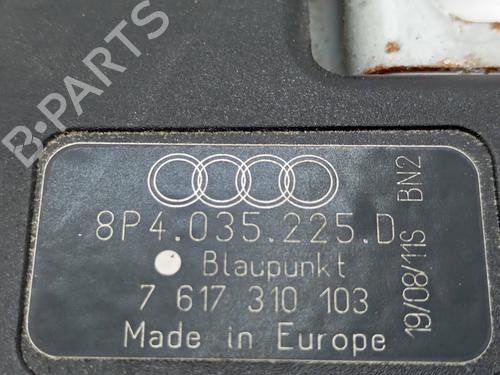 B-PARTS
8P4.035.225.D
Blaupunkt
7 617 310 103
Made in Europe
19/08/11S BN2